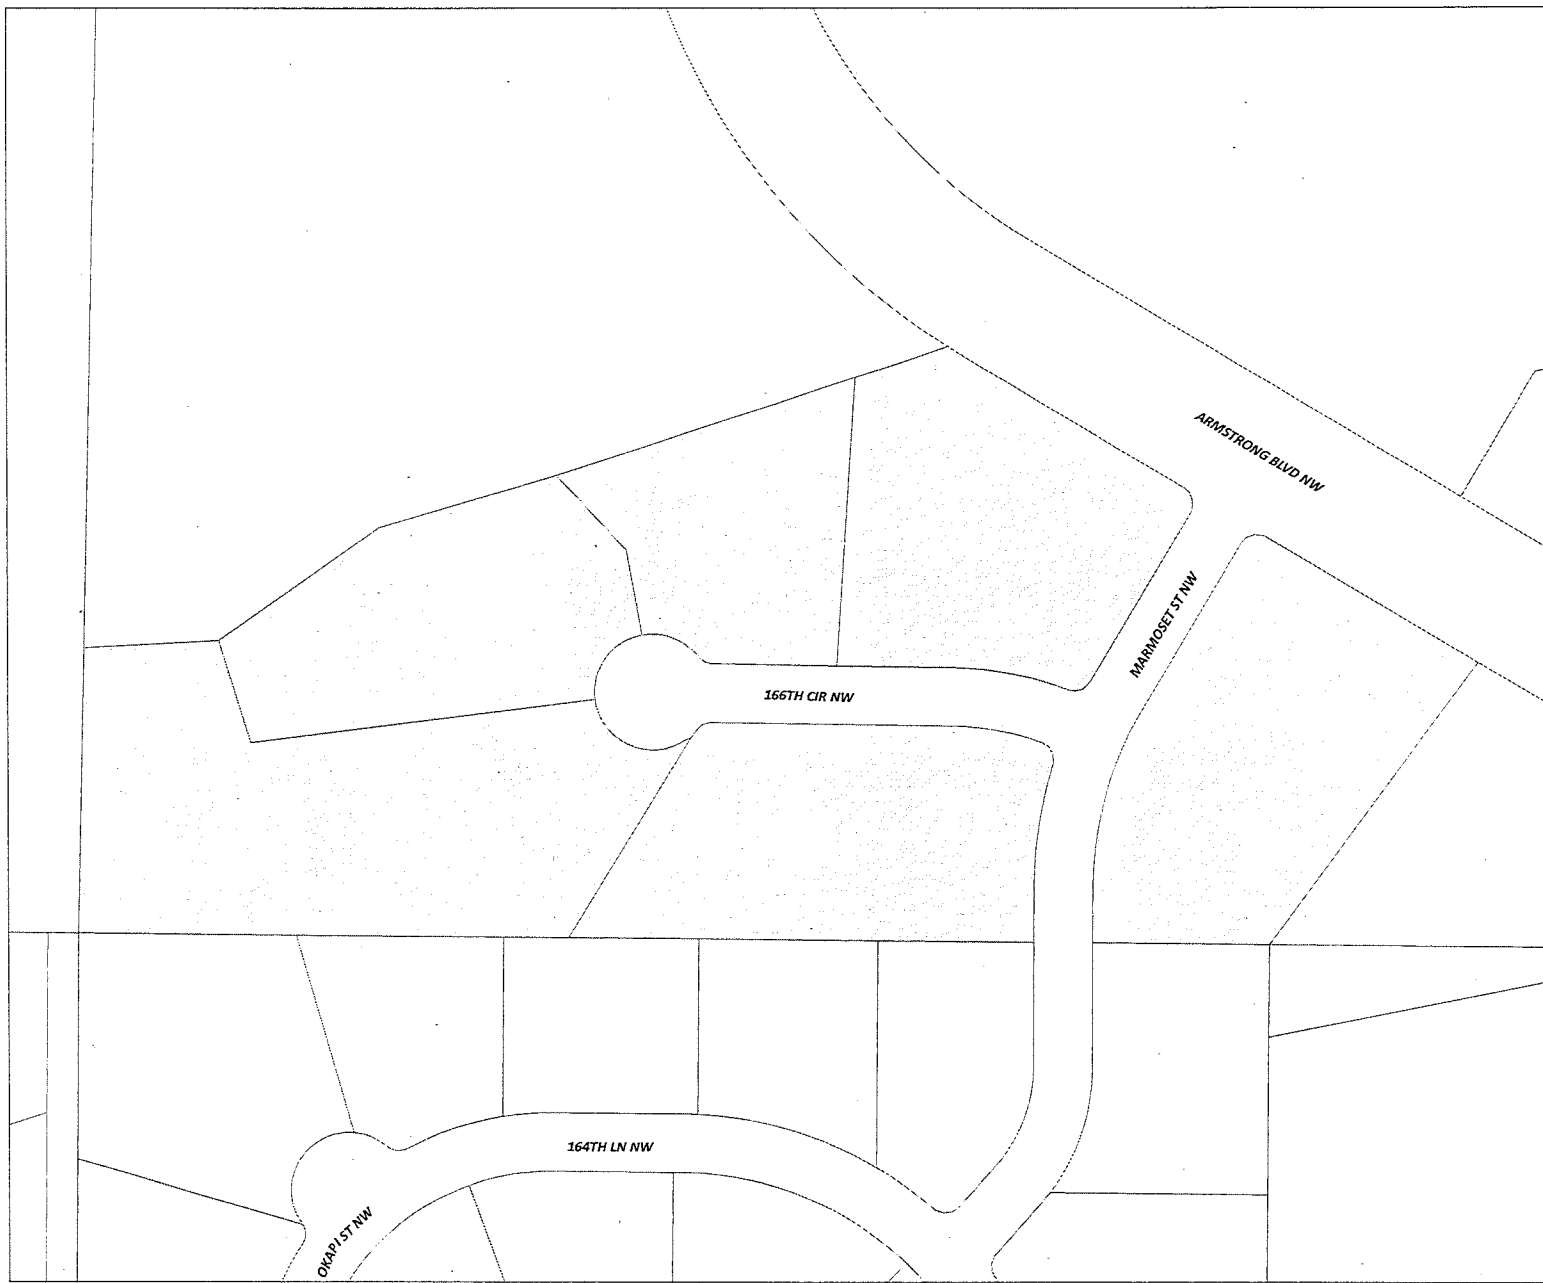 ARMSTRONG BLVD NW
MARMOSET ST NW
166TH CIR NW
164TH LN NW
OKAPI ST NW